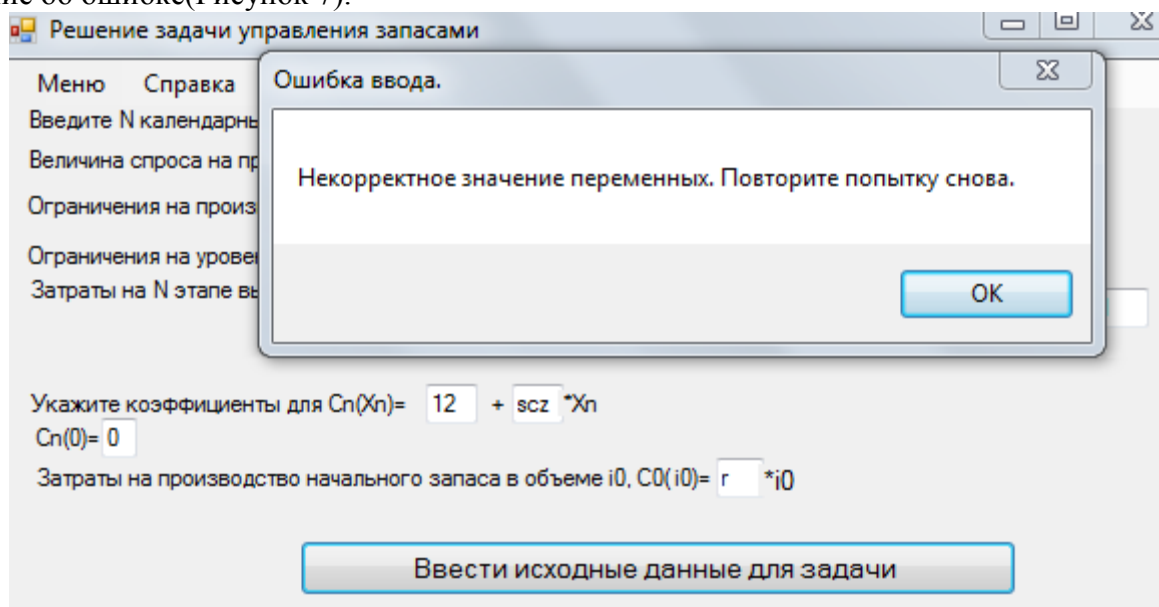 об ошибке(Рисунок 7).
Решение задачи управления запасами
Меню Справка
Ошибка ввода.
Введите N календарны
Величина спроса на пр
Некорректное значение переменных. Повторите попытку снова.
Ограничения на произ
Ограничения на уровен
Затраты на N этапе вы
OK
Укажите коэффициенты для Cn(Xn)= 12 + scz *Xn
Cn(0)= 0
Затраты на производство начального запаса в объеме i0, C0(i0)= r *i0
Ввести исходные данные для задачи